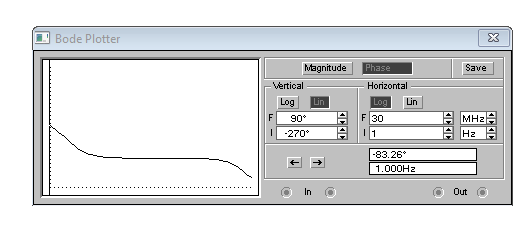 Bode Plotter
Magnitude Phase Save
Vertical Horizontal
Log Lin Log Lin
F 90° F 30 MHz
I -270° I 1 Hz
← → -83.26°
1.000Hz
In Out